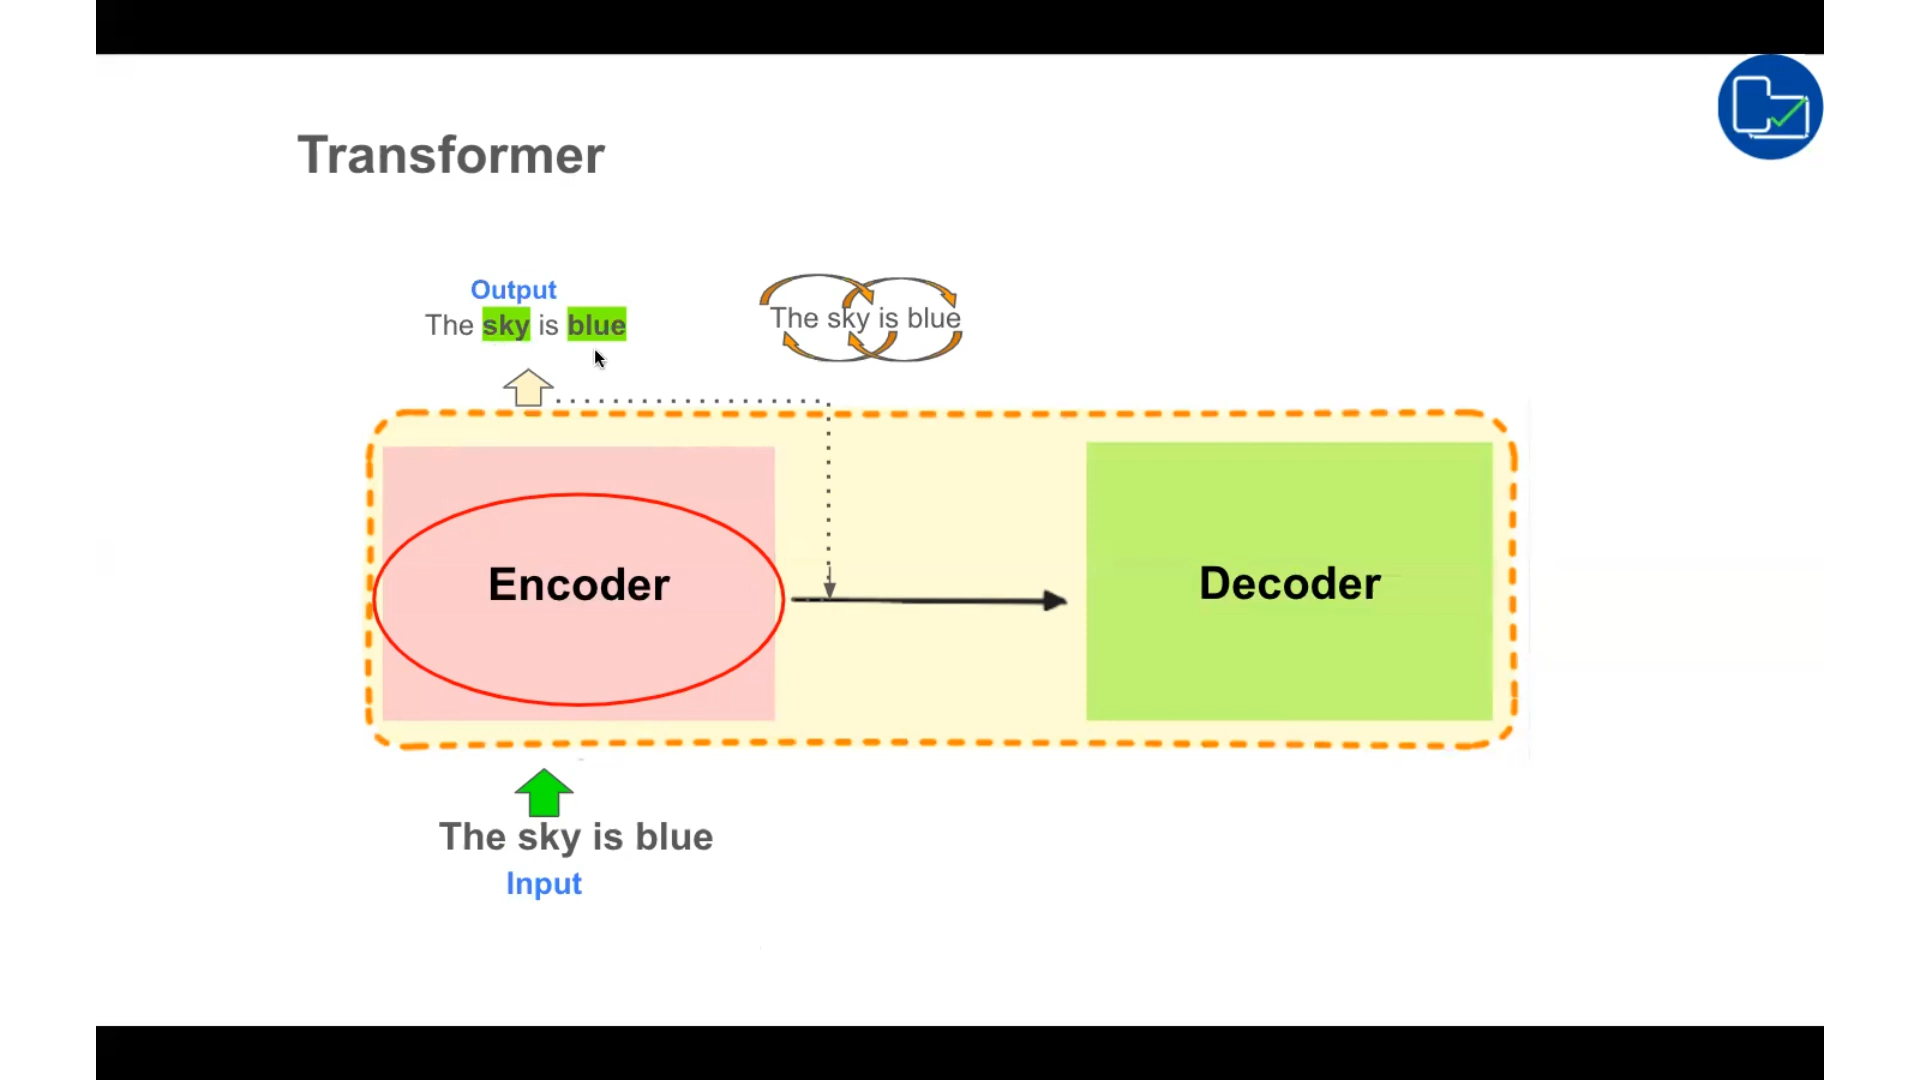 Transformer
Output
The sky is blue
The sky is blue
Encoder
Decoder
The sky is blue
Input